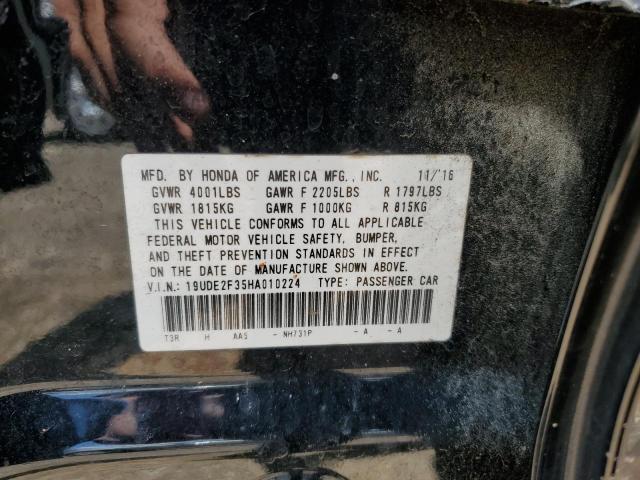 MFD. BY HONDA OF AMERICA MFG., INC. 11/'16
GVWR 4001LBS GAWR F 2205LBS R 1797LBS
GVWR 1815KG GAWR F 1000KG R 815KG
THIS VEHICLE CONFORMS TO ALL APPLICABLE
FEDERAL MOTOR VEHICLE SAFETY, BUMPER,
AND THEFT PREVENTION STANDARDS IN EFFECT
ON THE DATE OF MANUFACTURE SHOWN ABOVE.
V.I.N.: 19UDE2F35HA010224 TYPE: PASSENGER CAR
T3R H AA5 - NH731P - A - A